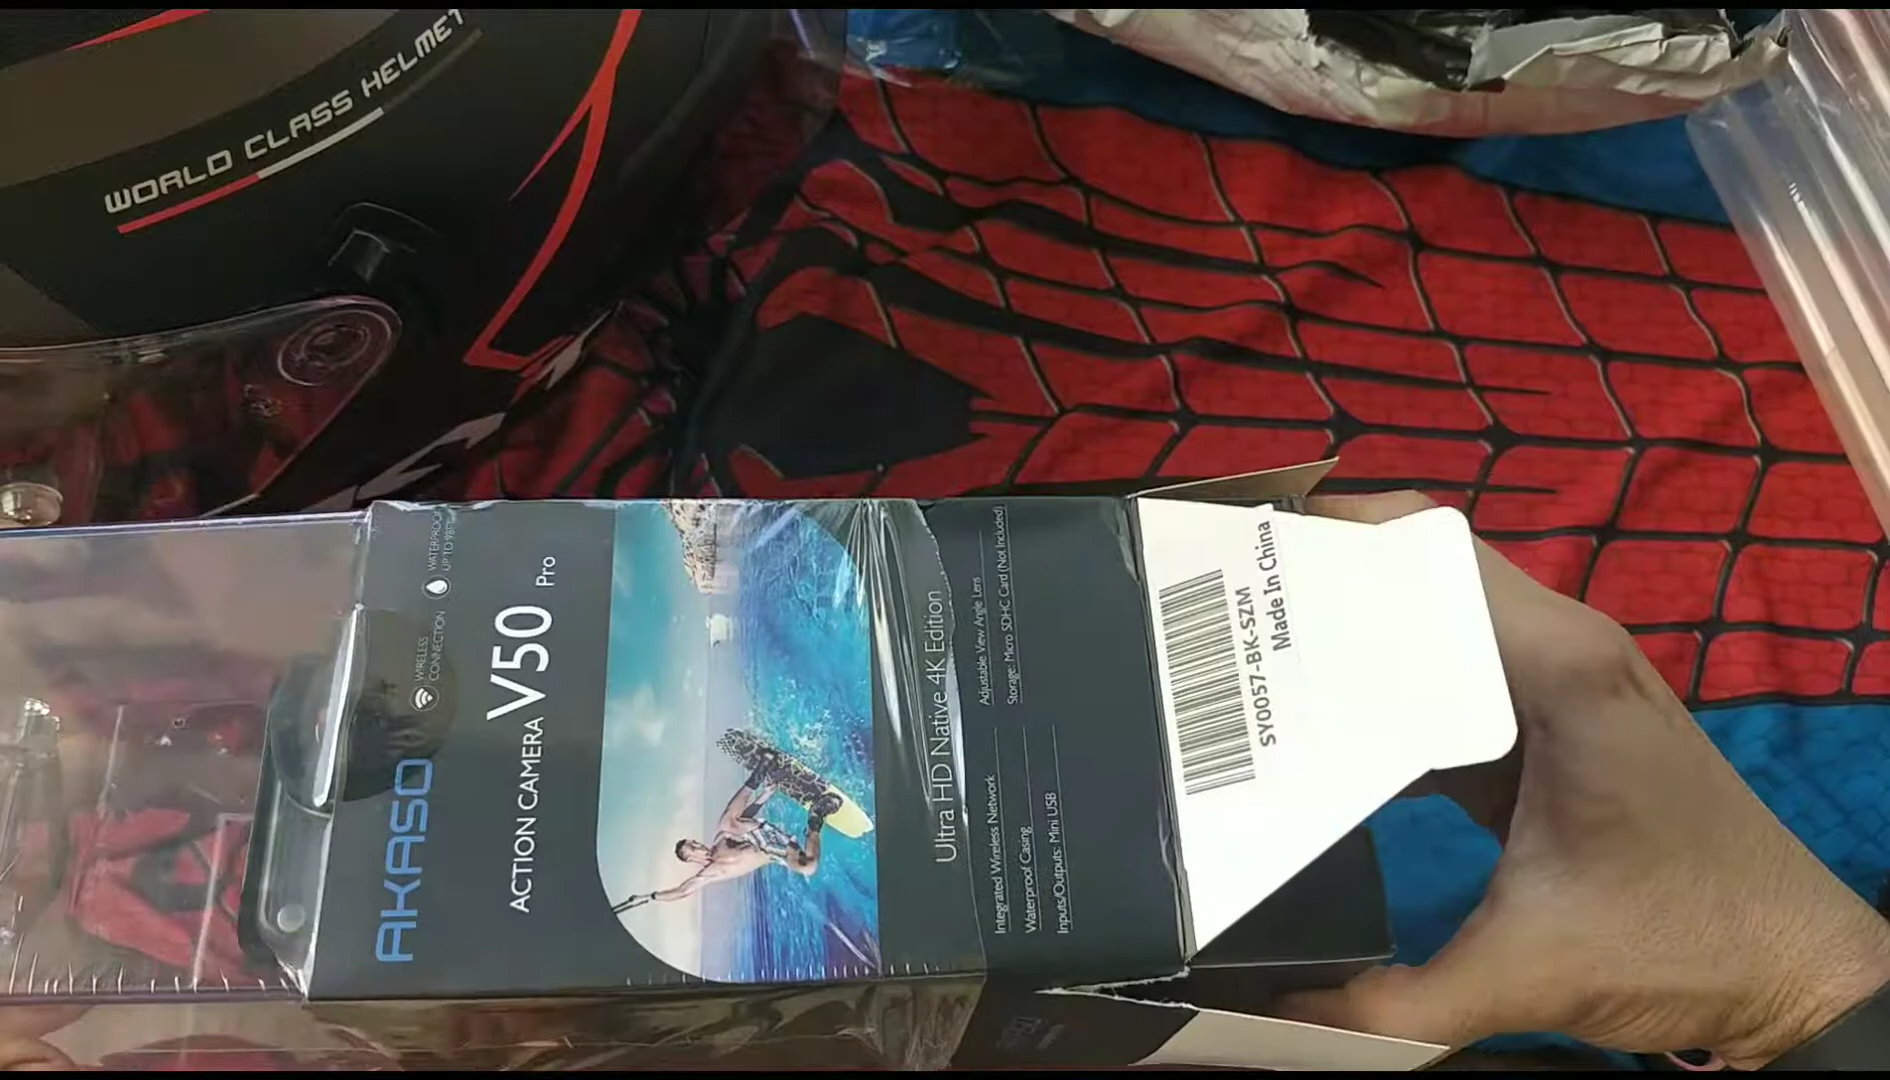 WORLD CLASS HELMET
WIRELESS
CONNECTION
WATERPROOF
UP TO 98FT
AKASO
ACTION CAMERA V50 Pro
Ultra HD Native 4K Edition
Integrated Wireless Network
Waterproof Casing
Inputs/Outputs: Mini USB
Adjustable View Angle Lens
Storage: Micro SDHC Card (Not Included)
SY0057-BK-SZM
Made In China